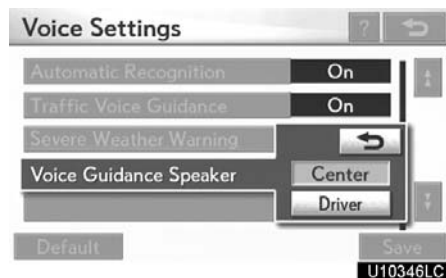 Voice Settings ?
Automatic Recognition On
Traffic Voice Guidance On
Severe Weather Warning
Voice Guidance Speaker Center
Driver
Default Save
U10346LC